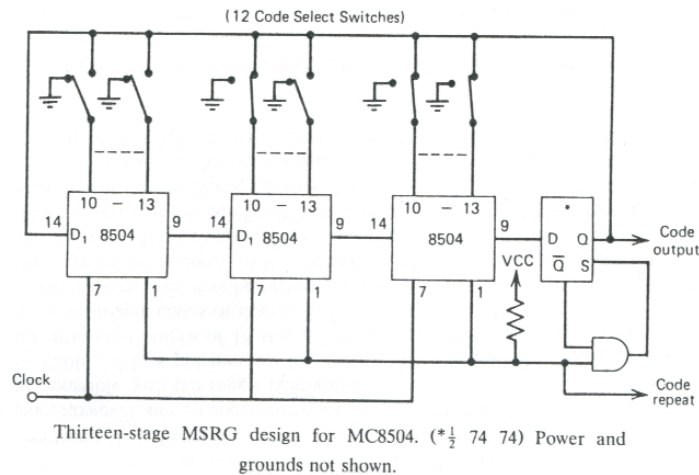 (12 Code Select Switches)
10 – 13
10 – 13
10 – 13
14
D1 8504
9
14
D1 8504
9
14
8504
9
*
D Q
Q̅ S
Code
output
VCC
7
1
7
1
7
1
Clock
Code
repeat
Thirteen-stage MSRG design for MC8504. (*½ 74 74) Power and
grounds not shown.